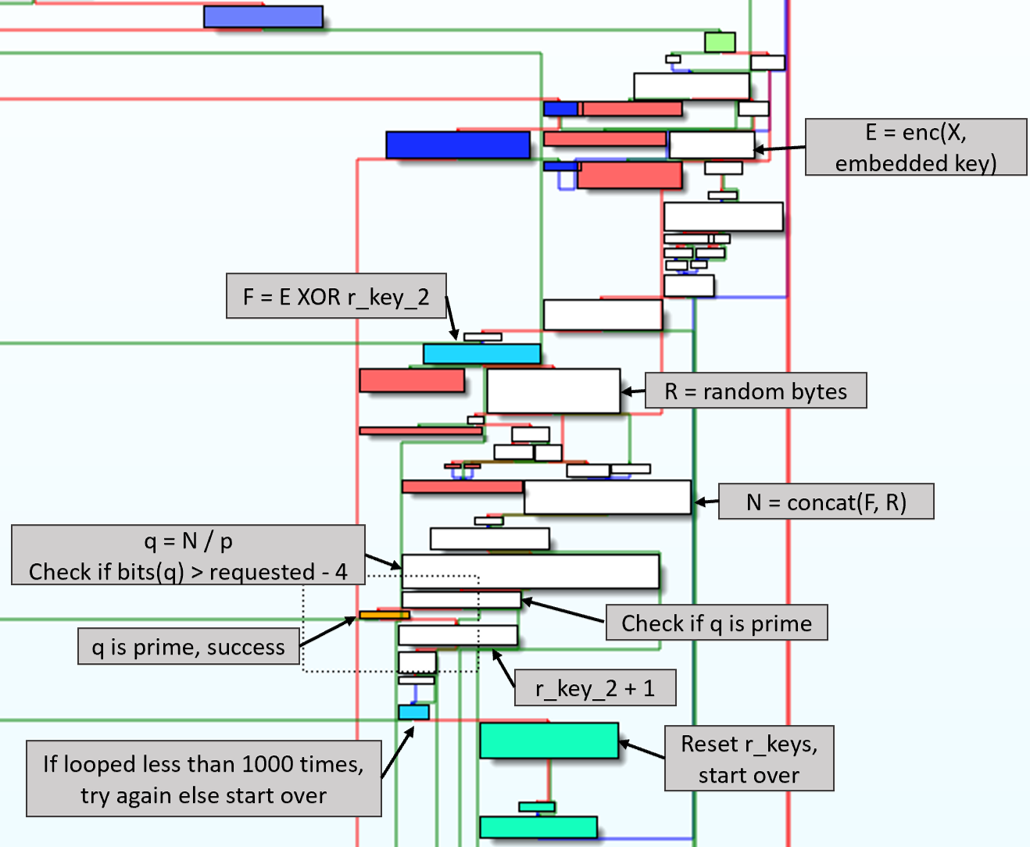 E = enc(X,
embedded key)
F = E XOR r_key_2
R = random bytes
N = concat(F, R)
q = N / p
Check if bits(q) > requested - 4
Check if q is prime
q is prime, success
r_key_2 + 1
Reset r_keys,
start over
If looped less than 1000 times,
try again else start over